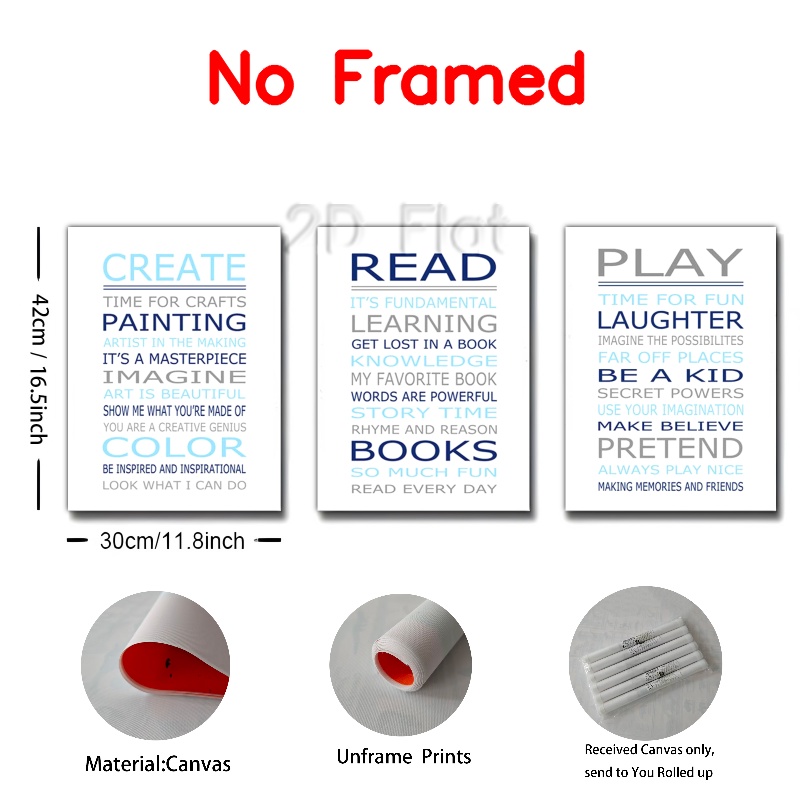 No Framed
2D Flat
CREATE
TIME FOR CRAFTS
PAINTING
ARTIST IN THE MAKING
IT'S A MASTERPIECE
IMAGINE
ART IS BEAUTIFUL
SHOW ME WHAT YOU'RE MADE OF
YOU ARE A CREATIVE GENIUS
COLOR
BE INSPIRED AND INSPIRATIONAL
LOOK WHAT I CAN DO
READ
IT'S FUNDAMENTAL
LEARNING
GET LOST IN A BOOK
KNOWLEDGE
MY FAVORITE BOOK
WORDS ARE POWERFUL
STORY TIME
RHYME AND REASON
BOOKS
SO MUCH FUN
READ EVERY DAY
PLAY
TIME FOR FUN
LAUGHTER
IMAGINE THE POSSIBILITES
FAR OFF PLACES
BE A KID
SECRET POWERS
USE YOUR IMAGINATION
MAKE BELIEVE
PRETEND
ALWAYS PLAY NICE
MAKING MEMORIES AND FRIENDS
42cm / 16.5inch
30cm/11.8inch
Material:Canvas
Unframe Prints
Received Canvas only,
send to You Rolled up